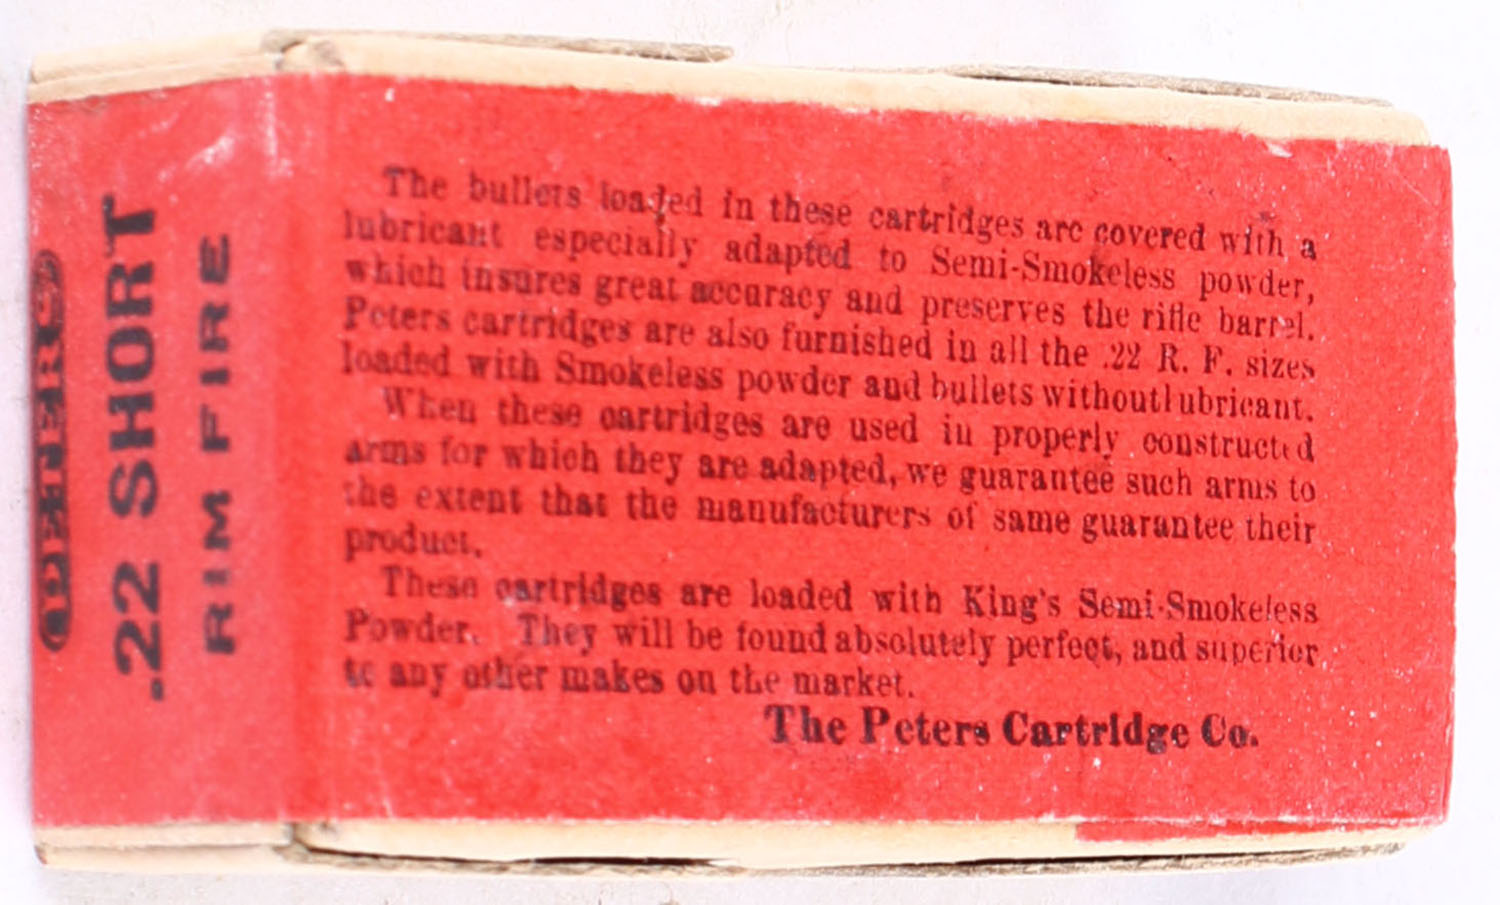 PETERS
.22 SHORT
RIM FIRE
The bullets loaded in these cartridges are covered with a
lubricant especially adapted to Semi-Smokeless powder,
which insures great accuracy and preserves the rifle barrel.
Peters cartridges are also furnished in all the .22 R. F. sizes
loaded with Smokeless powder and bullets without lubricant.
When these cartridges are used in properly constructed
arms for which they are adapted, we guarantee such arms to
the extent that the manufacturers of same guarantee their
product.
These cartridges are loaded with King's Semi-Smokeless
Powder. They will be found absolutely perfect, and superior
to any other makes on the market.
The Peters Cartridge Co.